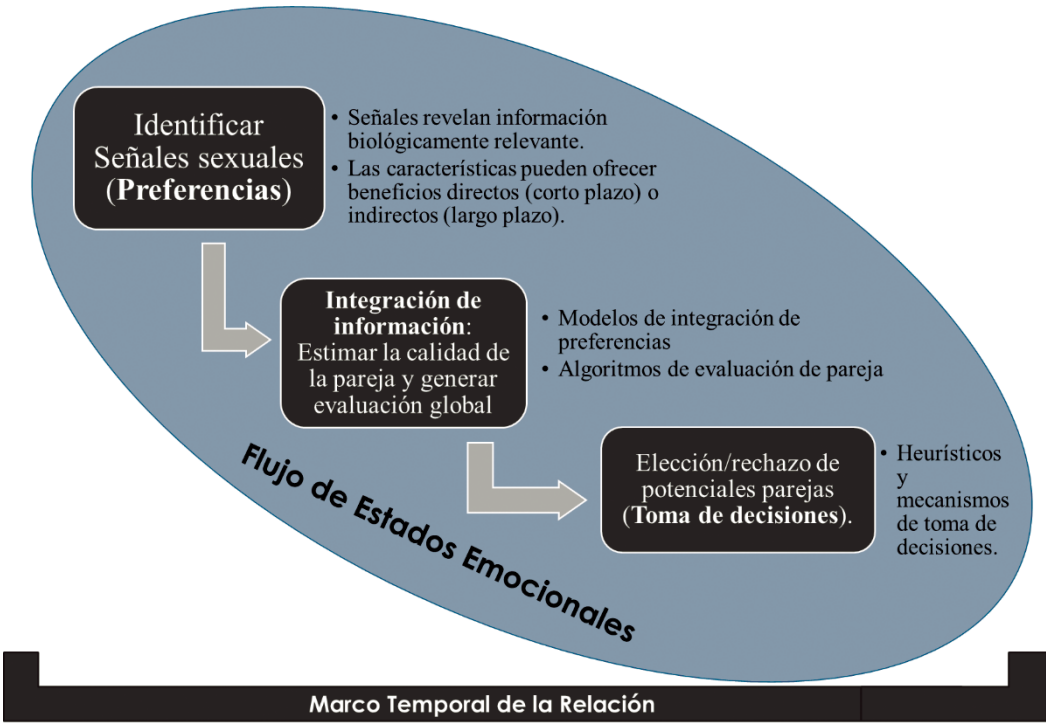 Identificar
Señales sexuales
(Preferencias)
• Señales revelan información
biológicamente relevante.
• Las características pueden ofrecer
beneficios directos (corto plazo) o
indirectos (largo plazo).
Integración de
información:
Estimar la calidad de
la pareja y generar
evaluación global
• Modelos de integración de
preferencias
• Algoritmos de evaluación de pareja
Elección/rechazo de
potenciales parejas
(Toma de decisiones).
• Heurísticos
y
mecanismos
de toma de
decisiones.
Flujo de Estados Emocionales
Marco Temporal de la Relación